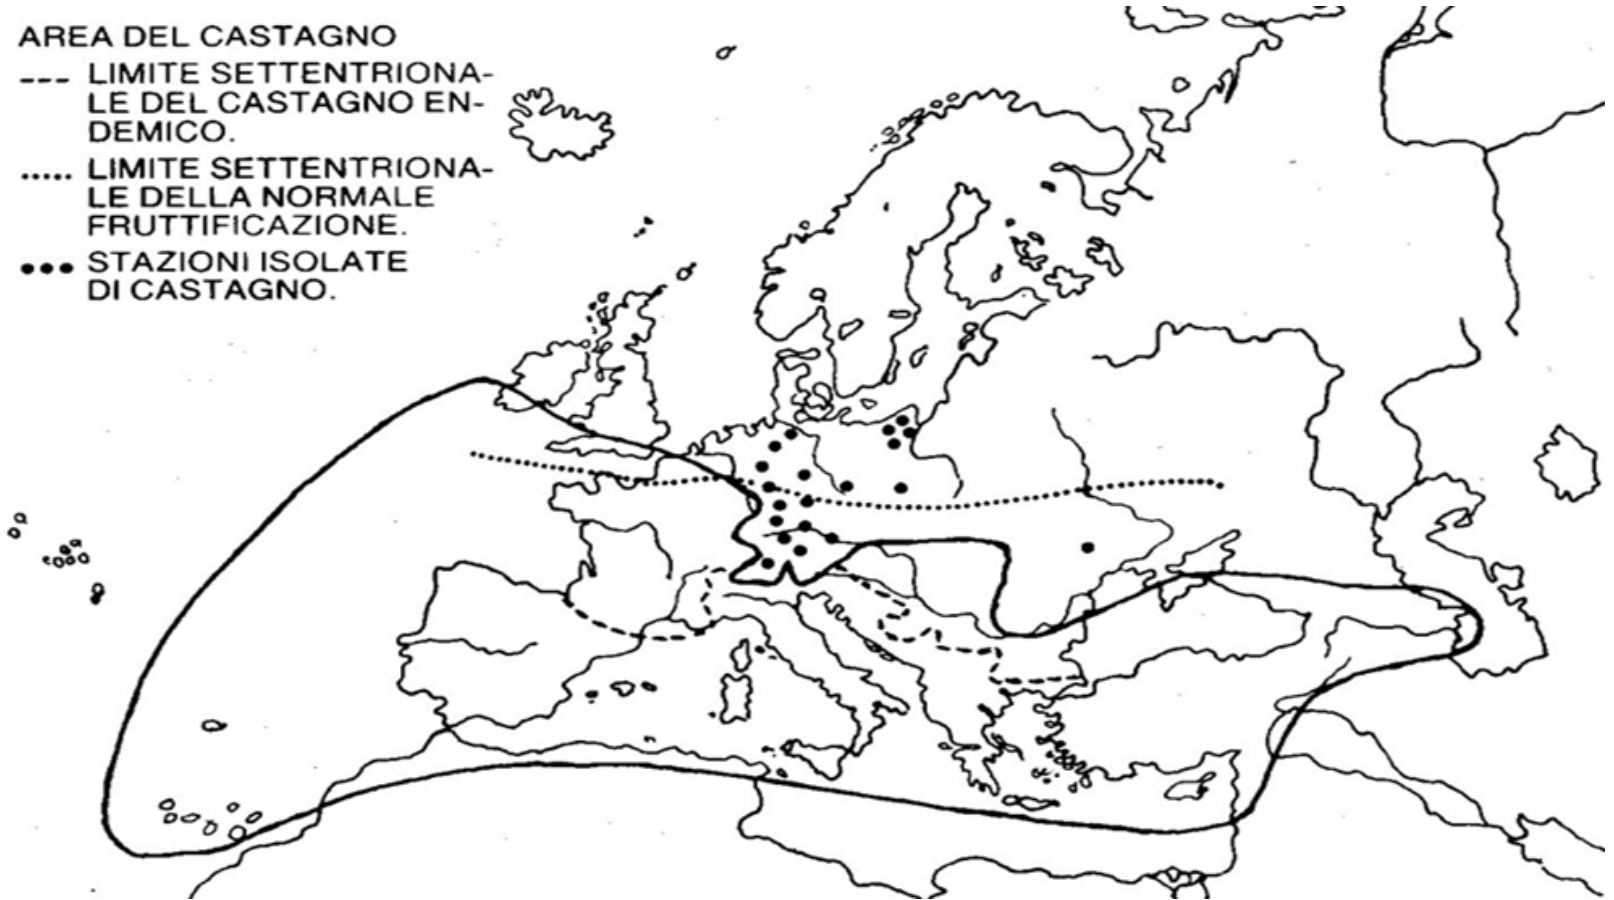 AREA DEL CASTAGNO
--- LIMITE SETTENTRIONA-
LE DEL CASTAGNO EN-
DEMICO.
..... LIMITE SETTENTRIONA-
LE DELLA NORMALE
FRUTTIFICAZIONE.
••• STAZIONI ISOLATE
DI CASTAGNO.